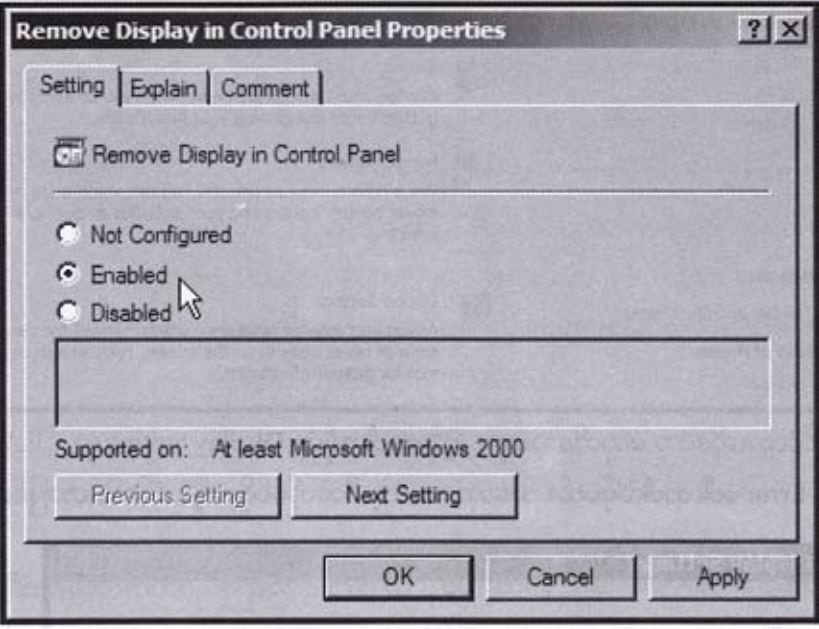 Remove Display in Control Panel Properties
Setting Explain Comment
Remove Display in Control Panel
Not Configured
Enabled
Disabled
Supported on: At least Microsoft Windows 2000
Previous Setting Next Setting
OK Cancel Apply